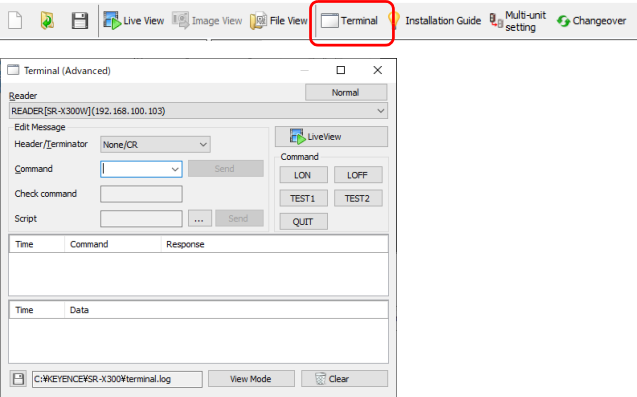 Live View Image View File View Terminal Installation Guide Multi-unit setting Changeover
Terminal (Advanced)
Reader
Normal
READER[SR-X300W](192.168.100.103)
Edit Message
Header/Terminator None/CR
LiveView
Command Send
Command
LON LOFF
Check command
TEST1 TEST2
Script ... Send
QUIT
Time Command Response
Time Data
C:¥KEYENCE¥SR-X300¥terminal.log View Mode Clear